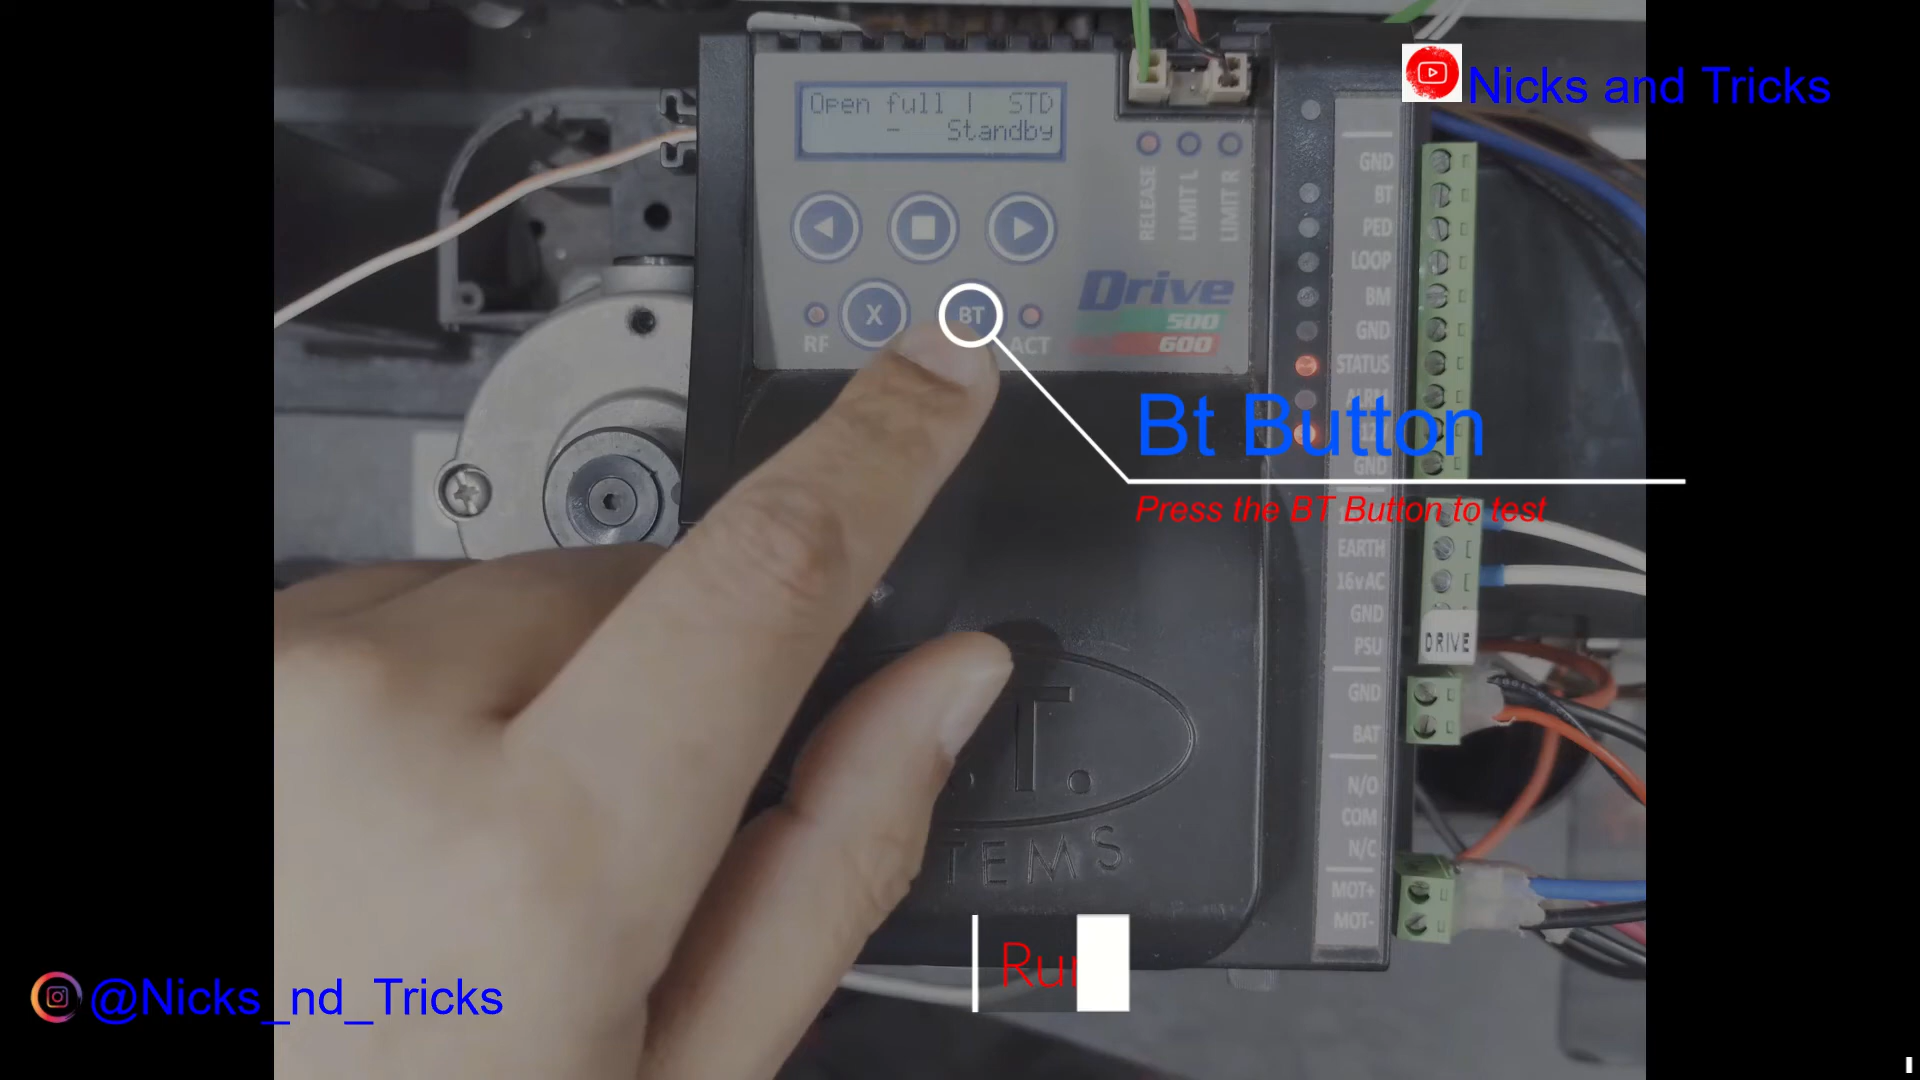 Nicks and Tricks
Open full | STD
- Standby
RELEASE
LIMIT L
LIMIT R
X
BT
RF
ACT
Drive
500
600
GND
BT
PED
LOOP
BM
GND
STATUS
ALRM
GND
Bt Button
Press the BT Button to test
EARTH
16vAC
GND
PSU
DRIVE
GND
BAT
N/O
COM
N/C
MOT+
MOT-
.T.
TEMS
Ru
@Nicks_nd_Tricks